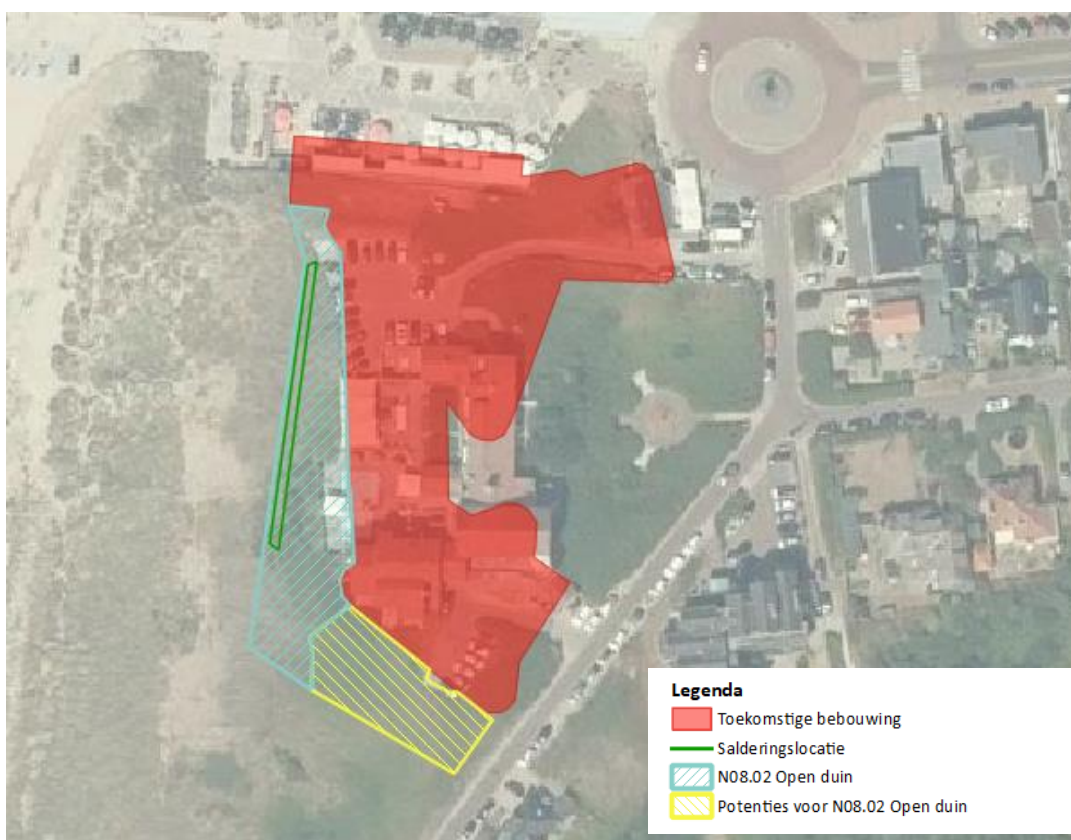 Legenda
Toekomstige bebouwing
Salderingslocatie
N08.02 Open duin
Potenties voor N08.02 Open duin